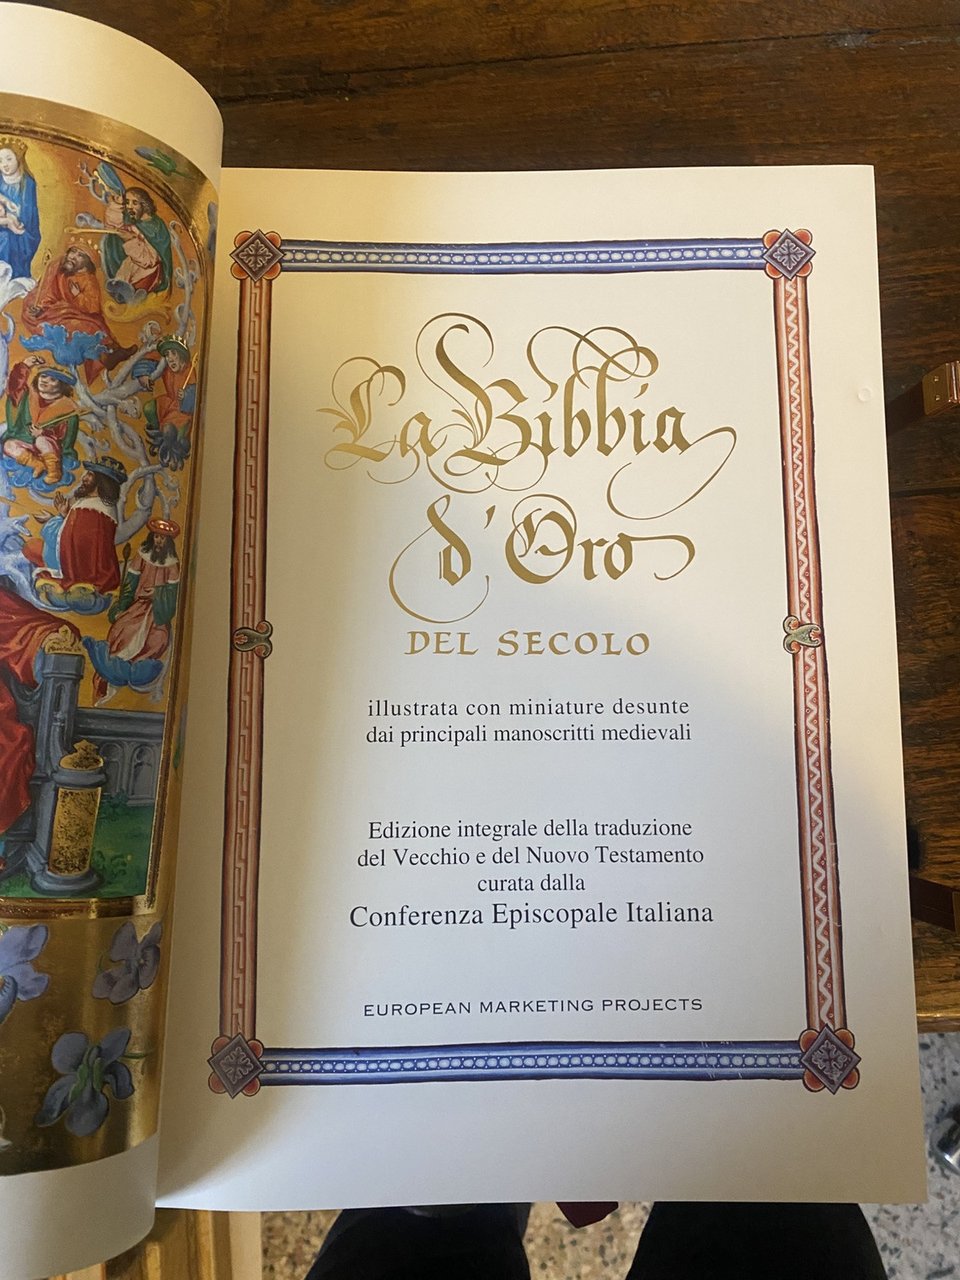 La Bibbia
d'Oro
DEL SECOLO
illustrata con miniature desunte
dai principali manoscritti medievali
Edizione integrale della traduzione
del Vecchio e del Nuovo Testamento
curata dalla
Conferenza Episcopale Italiana
EUROPEAN MARKETING PROJECTS